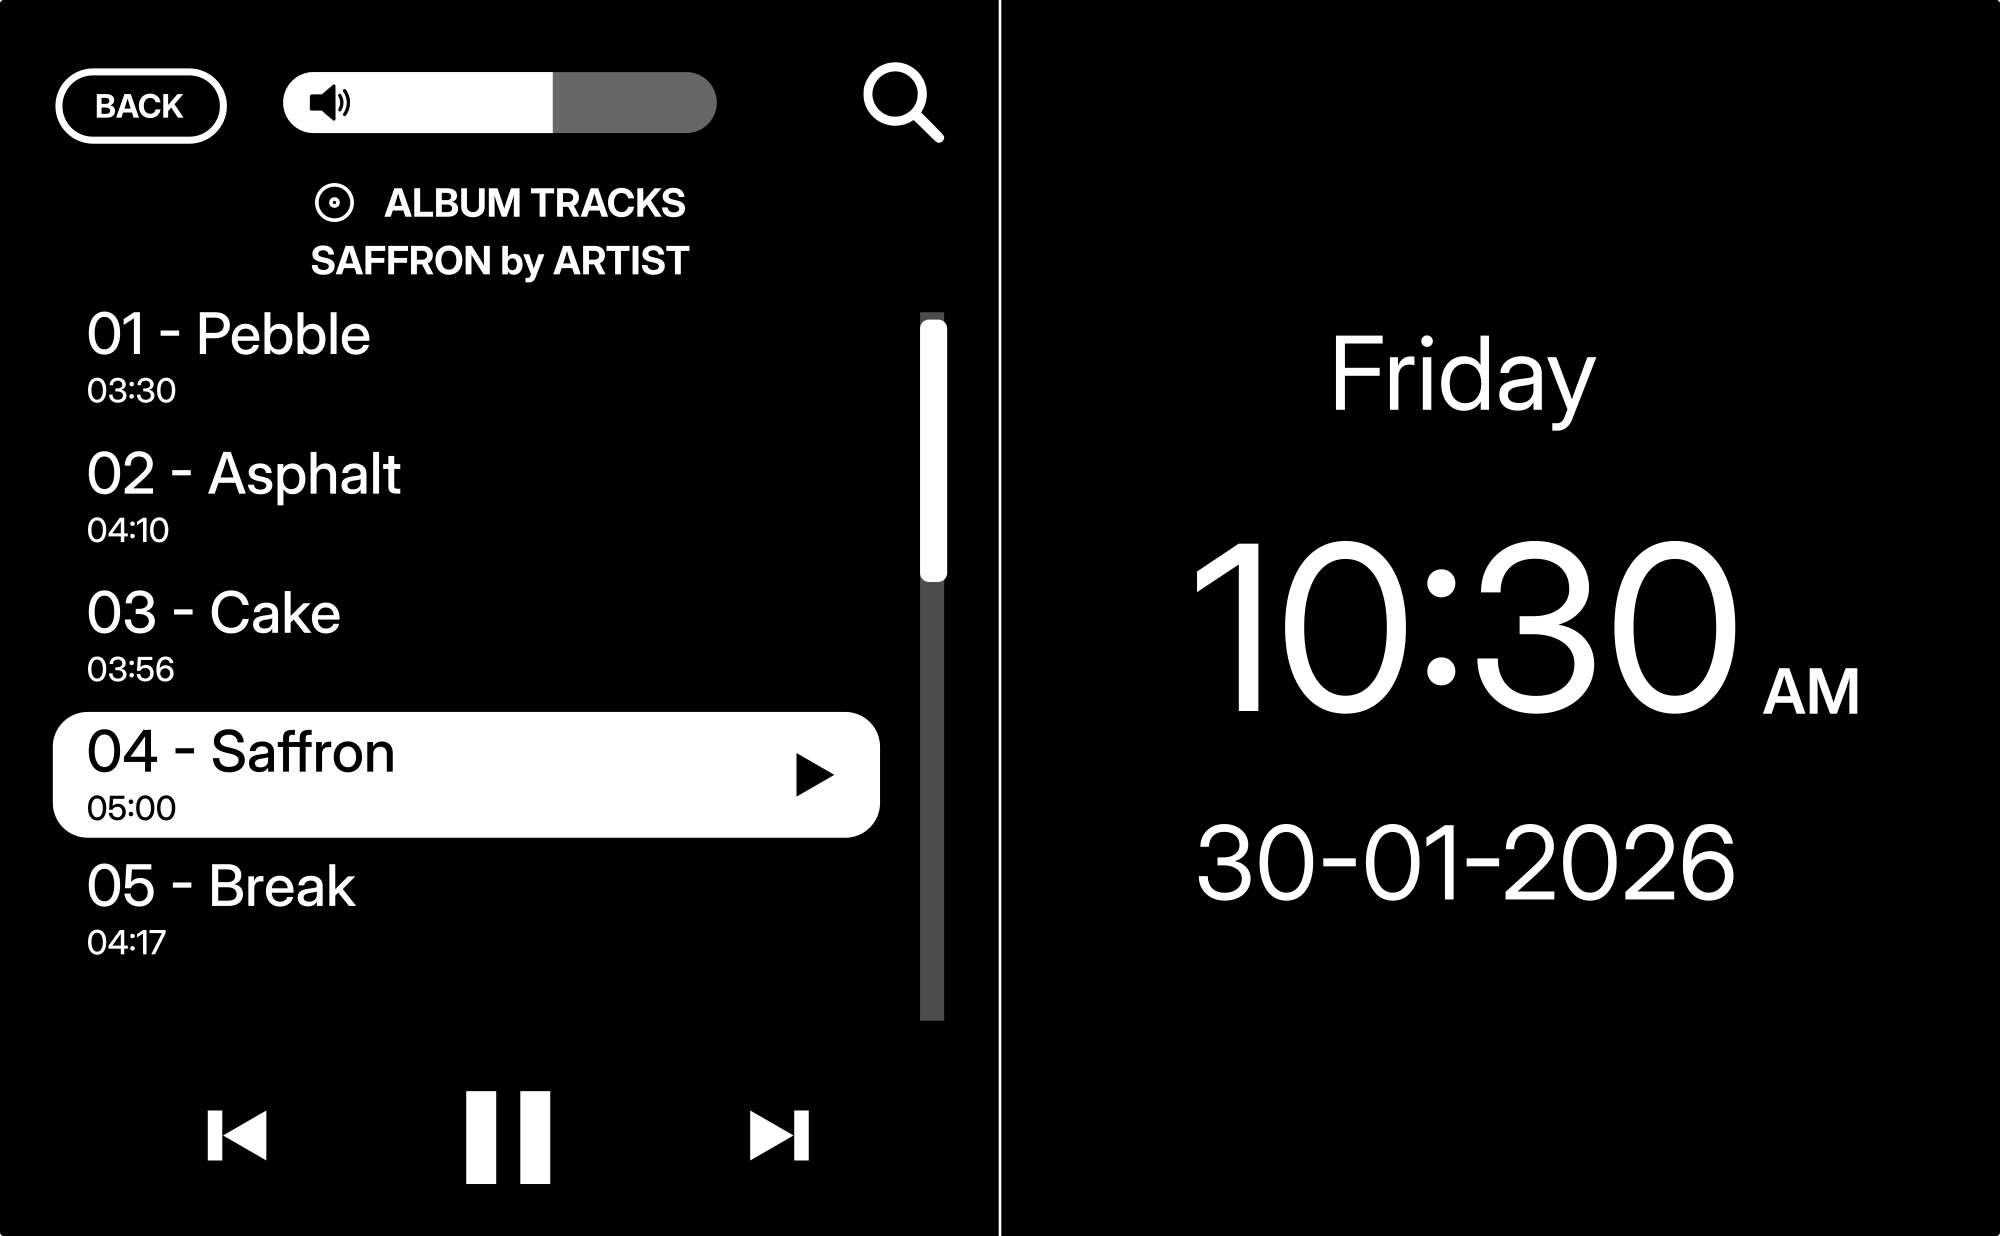 BACK
ALBUM TRACKS
SAFFRON by ARTIST
01 - Pebble
03:30
02 - Asphalt
04:10
03 - Cake
03:56
04 - Saffron
05:00
05 - Break
04:17
Friday
10:30 AM
30-01-2026